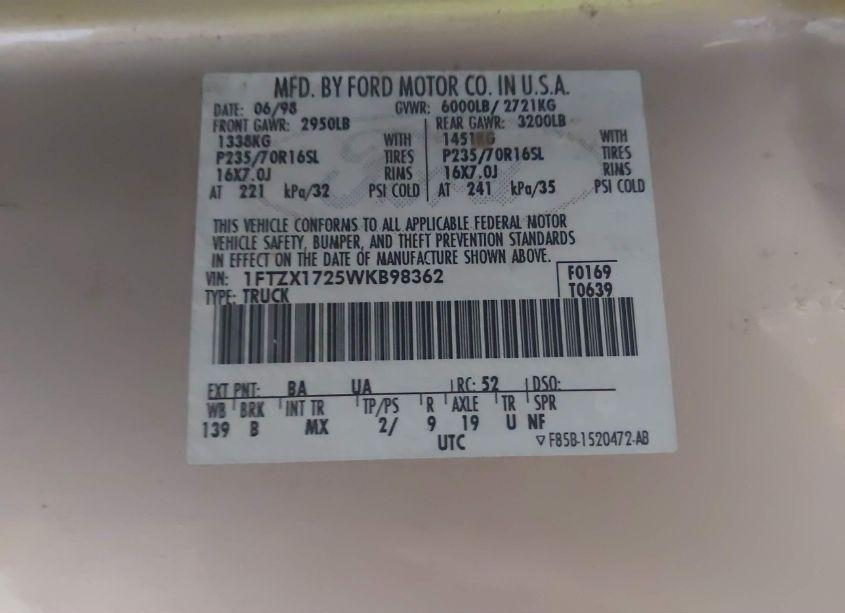 MFD. BY FORD MOTOR CO. IN U.S.A.
DATE: 06/98 GVWR: 6000LB/ 2721KG
FRONT GAWR: 2950LB REAR GAWR: 3200LB
1338KG WITH 1451KG WITH
P235/70R16SL TIRES P235/70R16SL TIRES
16X7.0J RIMS 16X7.0J RIMS
AT 221 kPa/32 PSI COLD AT 241 kPa/35 PSI COLD
THIS VEHICLE CONFORMS TO ALL APPLICABLE FEDERAL MOTOR
VEHICLE SAFETY, BUMPER, AND THEFT PREVENTION STANDARDS
IN EFFECT ON THE DATE OF MANUFACTURE SHOWN ABOVE.
VIN: 1FTZX1725WKB98362 F0169
TYPE: TRUCK T0639
EXT PNT: BA UA RC: 52 DSO:
WB BRK INT TR TP/PS R AXLE TR SPR
139 B MX 2/ 9 19 U NF
UTC ▽ F85B-1520472-AB